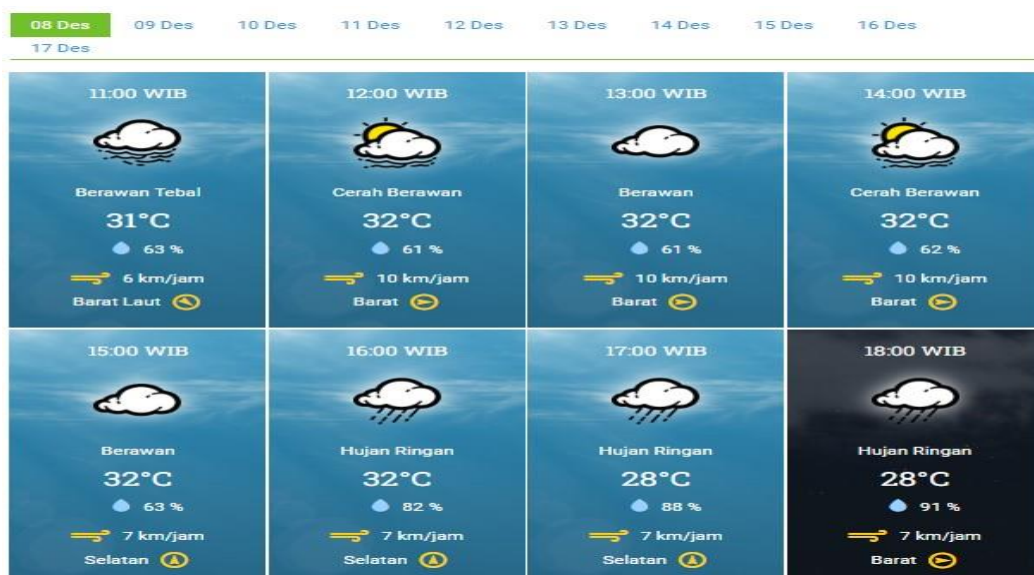 08 Des 09 Des 10 Des 11 Des 12 Des 13 Des 14 Des 15 Des 16 Des
17 Des
11:00 WIB
Berawan Tebal
31°C
63 %
6 km/jam
Barat Laut
12:00 WIB
Cerah Berawan
32°C
61 %
10 km/jam
Barat
13:00 WIB
Berawan
32°C
61 %
10 km/jam
Barat
14:00 WIB
Cerah Berawan
32°C
62 %
10 km/jam
Barat
15:00 WIB
Berawan
32°C
63 %
7 km/jam
Selatan
16:00 WIB
Hujan Ringan
32°C
82 %
7 km/jam
Selatan
17:00 WIB
Hujan Ringan
28°C
88 %
7 km/jam
Selatan
18:00 WIB
Hujan Ringan
28°C
91 %
7 km/jam
Barat